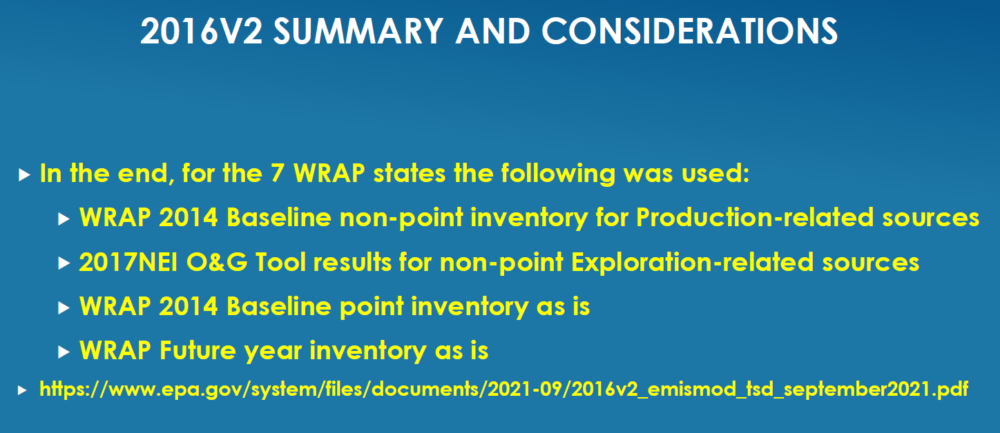 2016V2 SUMMARY AND CONSIDERATIONS
In the end, for the 7 WRAP states the following was used:
WRAP 2014 Baseline non-point inventory for Production-related sources
2017NEI O&G Tool results for non-point Exploration-related sources
WRAP 2014 Baseline point inventory as is
WRAP Future year inventory as is
https://www.epa.gov/system/files/documents/2021-09/2016v2_emismod_tsd_september2021.pdf